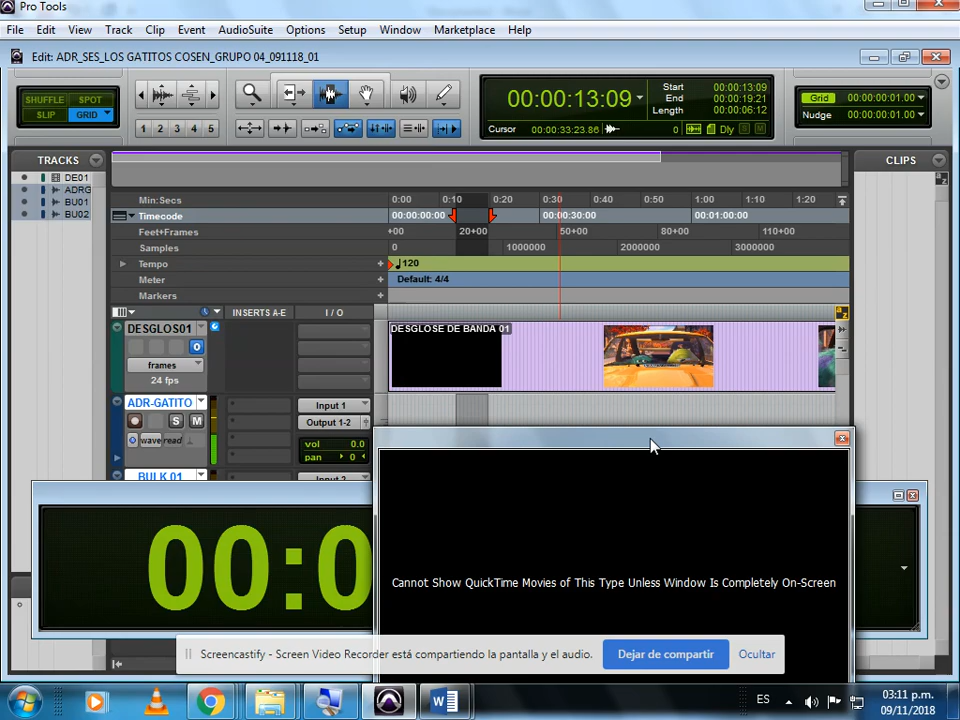 Pro Tools
File Edit View Track Clip Event AudioSuite Options Setup Window Marketplace Help
Edit: ADR_SES_LOS GATITOS COSEN_GRUPO 04_091118_01
SHUFFLE SPOT
SLIP GRID
1 2 3 4 5
00:00:13:09
Start 00:00:13:09
End 00:00:19:21
Length 00:00:06:12
Cursor 00:00:33:23.86 0 Dly S M
Grid 00:00:00:01.00
Nudge 00:00:00:01.00
TRACKS
CLIPS
DE01
ADRG
BU01
BU02
Min:Secs 0:00 0:10 0:20 0:30 0:40 0:50 1:00 1:10 1:20
Timecode 00:00:00:00 00:00:30:00 00:01:00:00
Feet+Frames +00 20+00 50+00 80+00 110+00
Samples 0 1000000 2000000 3000000
Tempo + 120
Meter + Default: 4/4
Markers +
INSERTS A-E I / O
DESGLOS01
DESGLOSE DE BANDA 01
O
frames
24 fps
ADR-GATITO
Input 1
S M
Output 1-2
wave read
vol 0.0
pan 0
BULK 01
Input 2
00:0
Cannot Show QuickTime Movies of This Type Unless Window Is Completely On-Screen
Screencastify - Screen Video Recorder está compartiendo la pantalla y el audio. Dejar de compartir Ocultar
ES
03:11 p.m.
09/11/2018